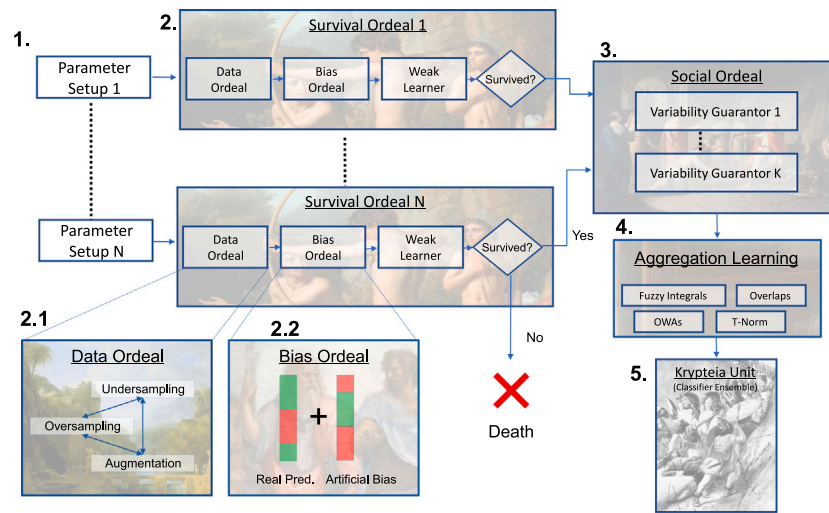 1.
Parameter
Setup 1
Parameter
Setup N
2.
Survival Ordeal 1
Data
Ordeal
Bias
Ordeal
Weak
Learner
Survived?
Survival Ordeal N
Data
Ordeal
Bias
Ordeal
Weak
Learner
Survived?
Yes
No
Death
2.1
Data Ordeal
Undersampling
Oversampling
Augmentation
2.2
Bias Ordeal
+
Real Pred.
Artificial Bias
3.
Social Ordeal
Variability Guarantor 1
Variability Guarantor K
4.
Aggregation Learning
Fuzzy Integrals
Overlaps
OWAs
T-Norm
5.
Krypteia Unit
(Classifier Ensemble)